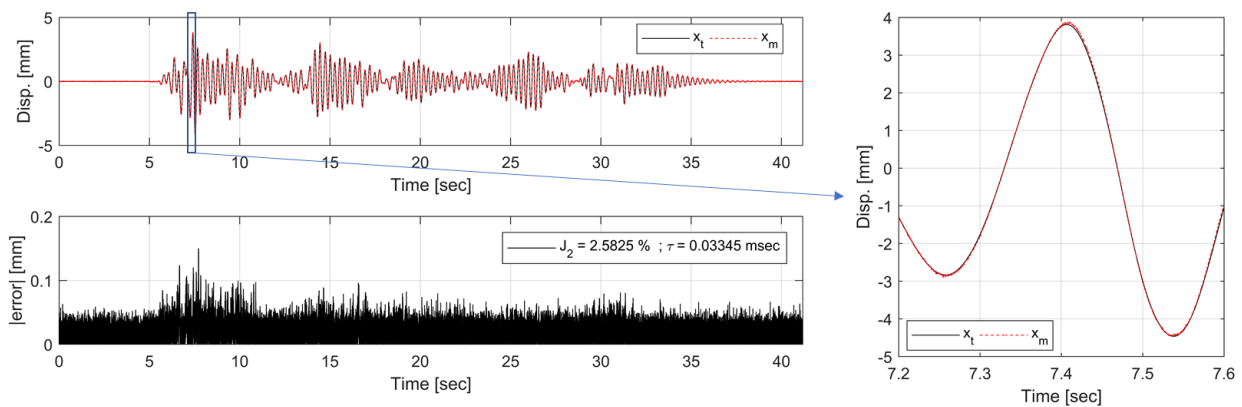 5
0
-5
Disp. [mm]
x_t x_m
0 5 10 15 20 25 30 35 40
Time [sec]
0.2
0.1
0
|error| [mm]
J_2 = 2.5825 % ; τ = 0.03345 msec
0 5 10 15 20 25 30 35 40
Time [sec]
4
3
2
1
0
-1
-2
-3
-4
-5
Disp. [mm]
x_t x_m
7.2 7.3 7.4 7.5 7.6
Time [sec]